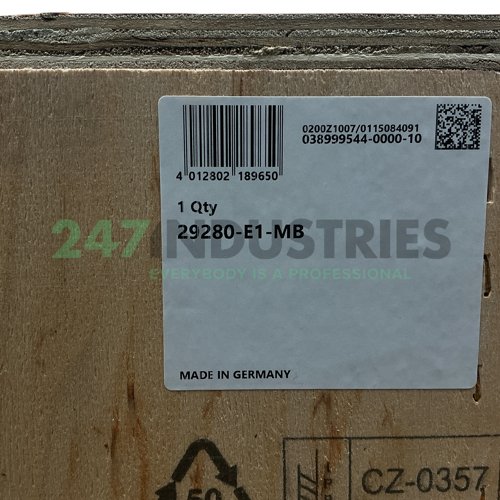 0200Z1007/0115084091
038999544-0000-10
4 012802 189650
1 Qty
29280-E1-MB
247INDUSTRIES
EVERYBODY IS A PROFESSIONAL
MADE IN GERMANY
CZ-0357
50